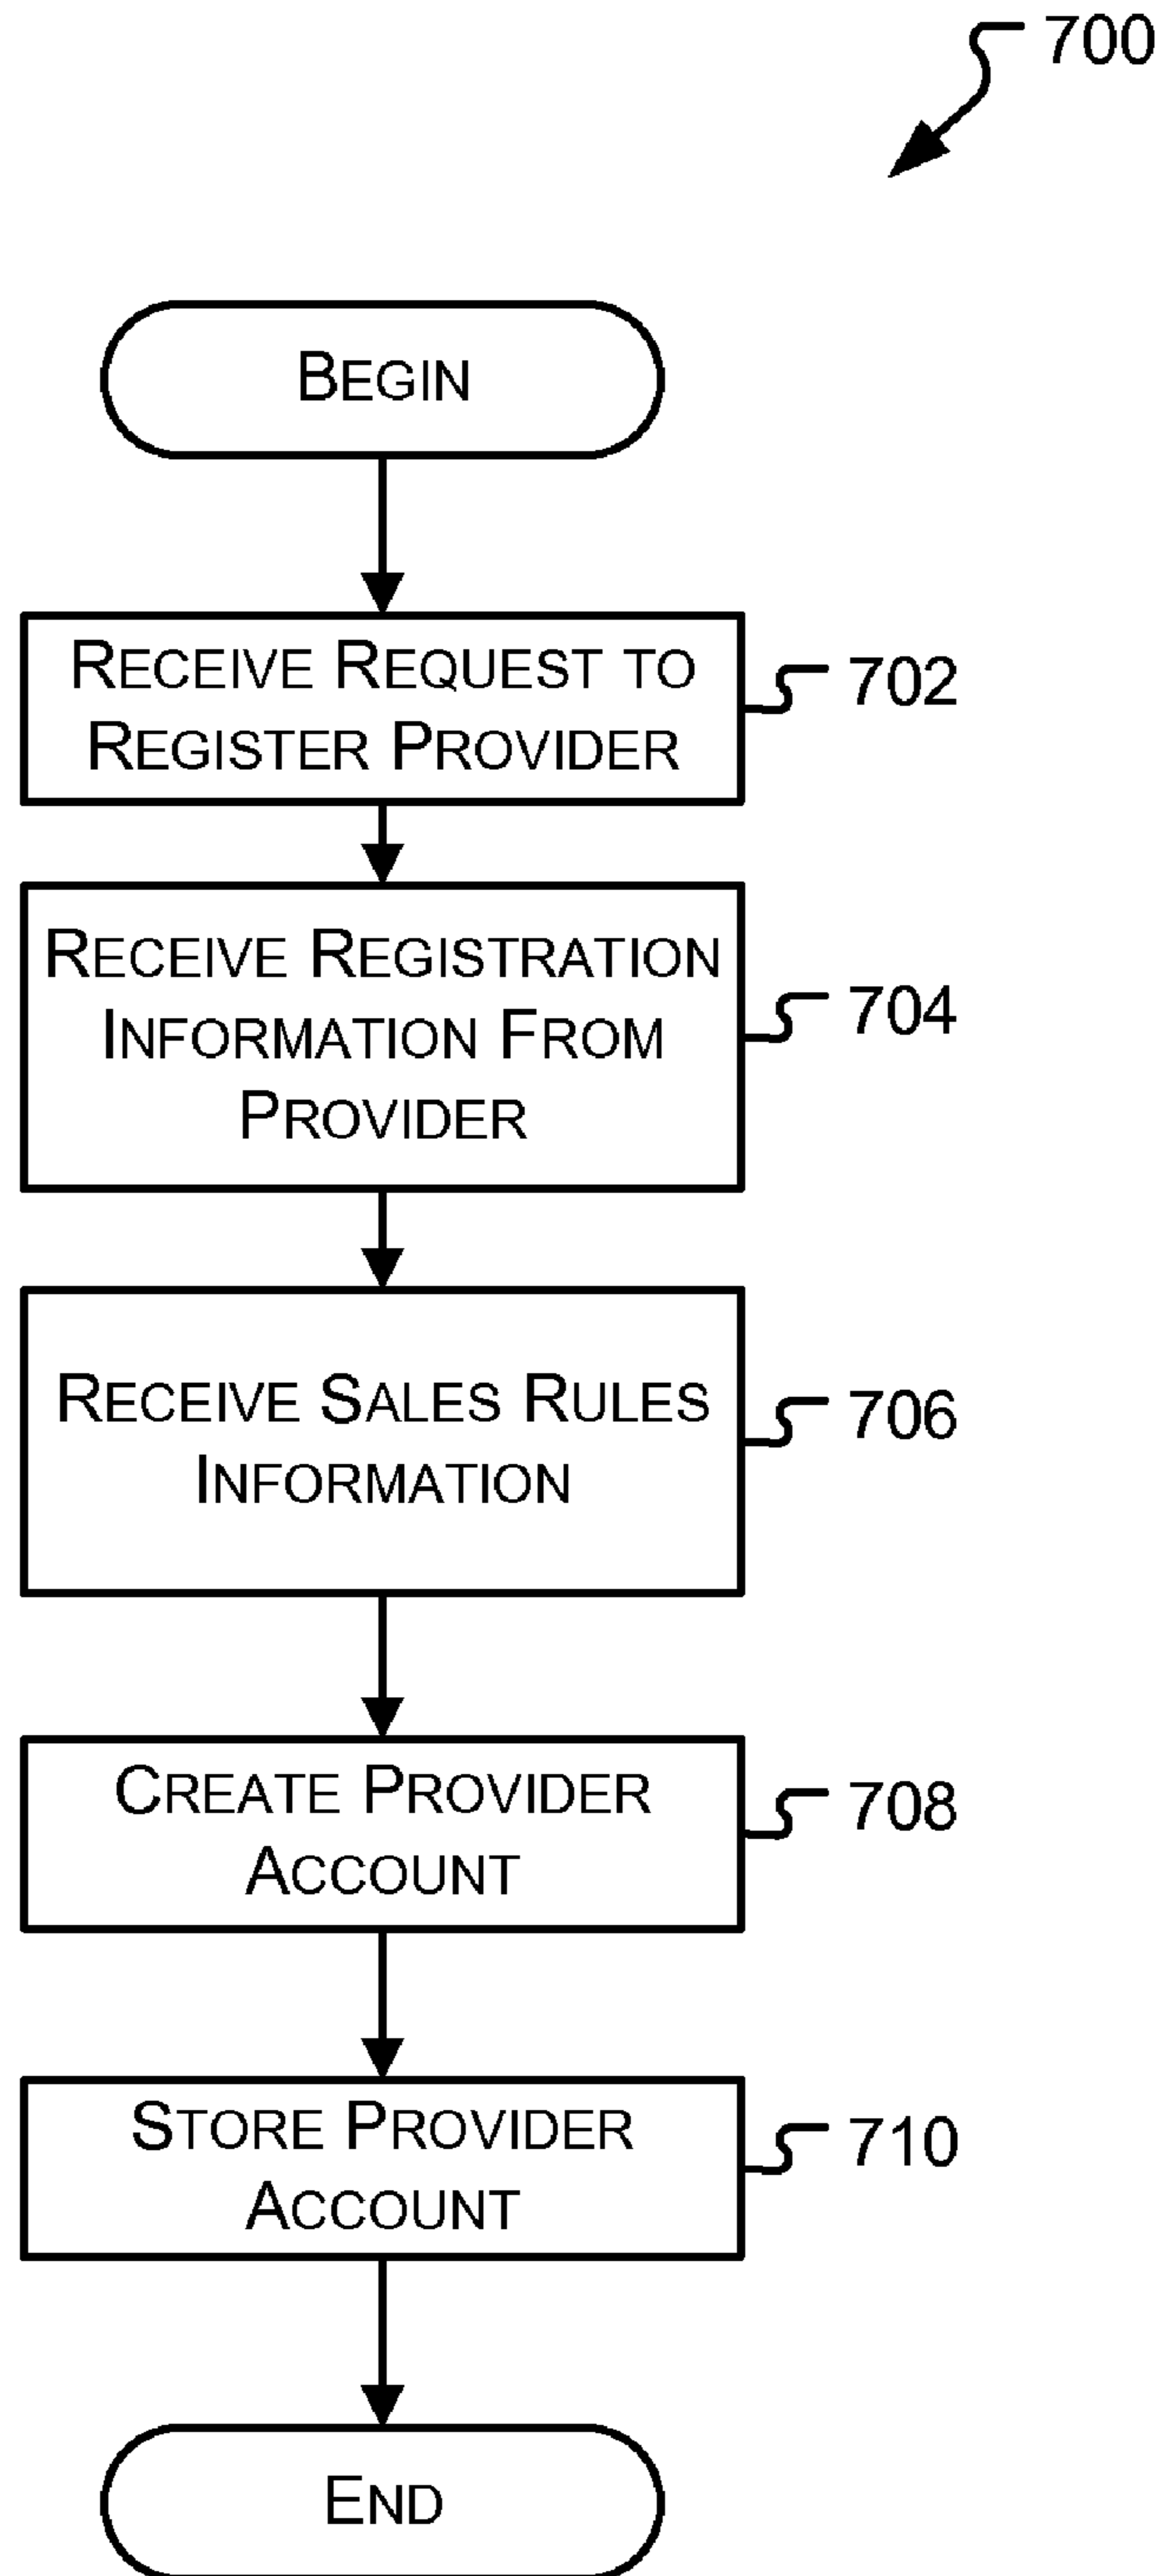 700
BEGIN
RECEIVE REQUEST TO
REGISTER PROVIDER
702
RECEIVE REGISTRATION
INFORMATION FROM
PROVIDER
704
RECEIVE SALES RULES
INFORMATION
706
CREATE PROVIDER
ACCOUNT
708
STORE PROVIDER
ACCOUNT
710
END